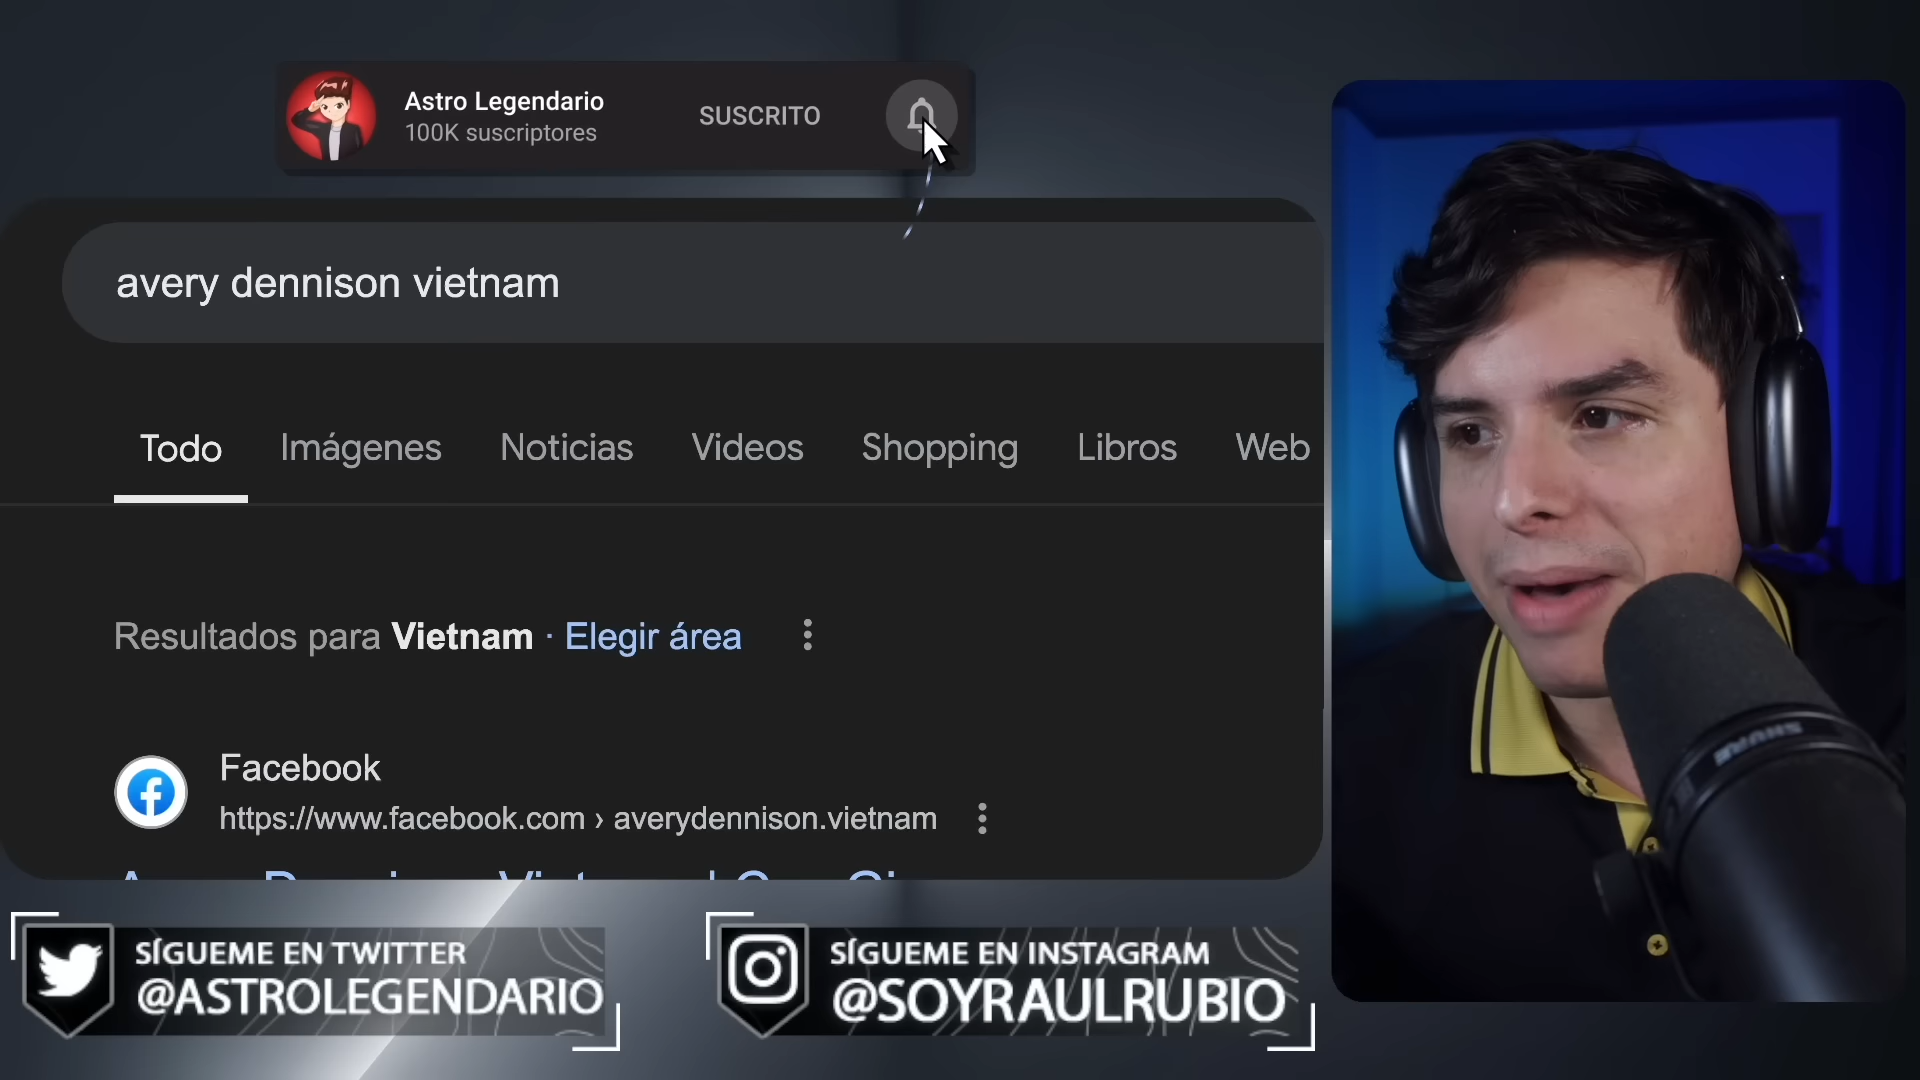 Astro Legendario
100K suscriptores
SUSCRITO
avery dennison vietnam
Todo Imágenes Noticias Videos Shopping Libros Web
Resultados para Vietnam · Elegir área
Facebook
https://www.facebook.com › averydennison.vietnam
SÍGUEME EN TWITTER
@ASTROLEGENDARIO
SÍGUEME EN INSTAGRAM
@SOYRAULRUBIO
SHURE